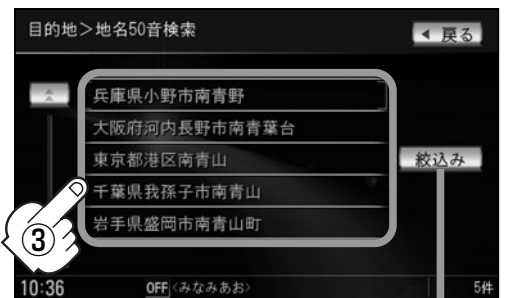 目的地＞地名50音検索
戻る
兵庫県小野市南青野
大阪府河内長野市南青葉台
東京都港区南青山
絞込み
千葉県我孫子市南青山
岩手県盛岡市南青山町
③
10:36 OFF〈みなみあお〉 5件